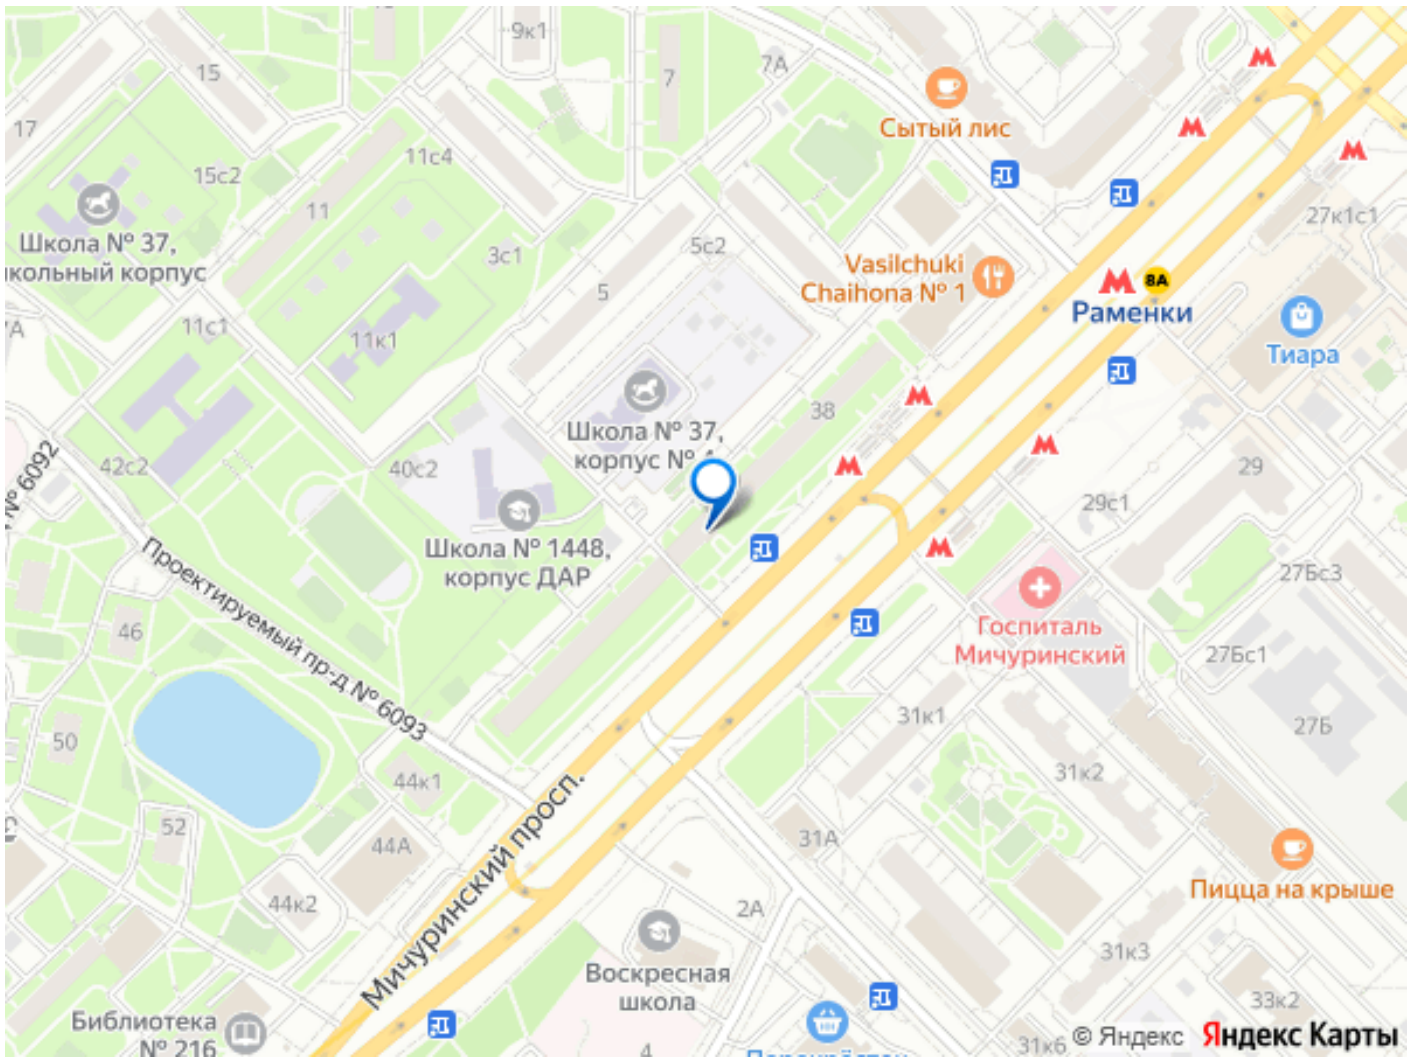 9к1
15
7
7А
17
Сытый лис
11с4
15с2
11
Школа № 37,
кольный корпус
27к1с1
5с2
3с1
Vasilchuki
Chaihona № 1
8А
Раменки
5
11с1
11к1
Тиара
38
Школа № 37,
корпус №
42с2
40с2
29
№ 6092
29с1
Школа № 1448,
корпус ДАР
27Бс3
Проектируемый пр-д № 6093
46
Госпиталь
Мичуринский
27Бс1
31к1
27Б
50
44к1
31к2
52
44А
31А
Мичуринский просп.
Пицца на крыше
44к2
2А
31к3
Воскресная
школа
33к2
Библиотека
№ 216
4
31к6
© Яндекс
Яндекс Карты